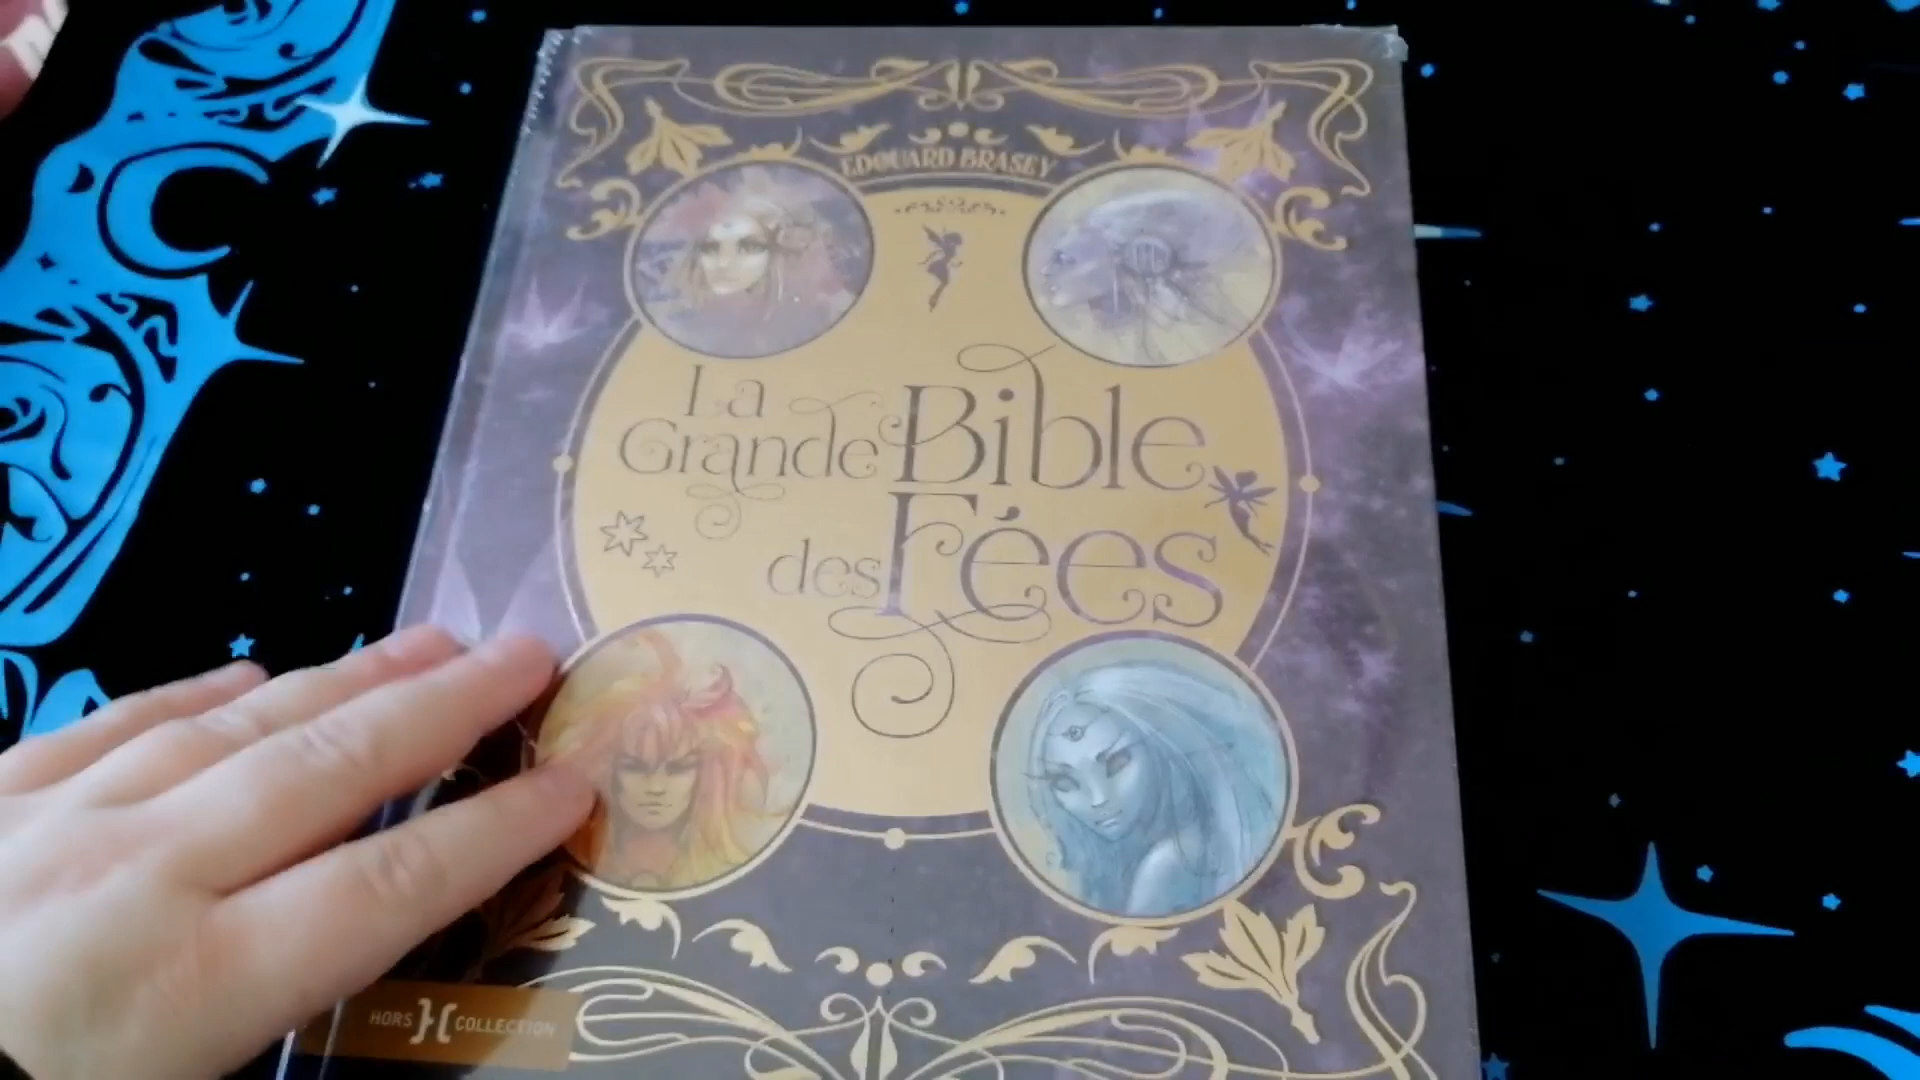 EDOUARD BRASEY
La
Grande Bible
des Fées
HORS COLLECTION